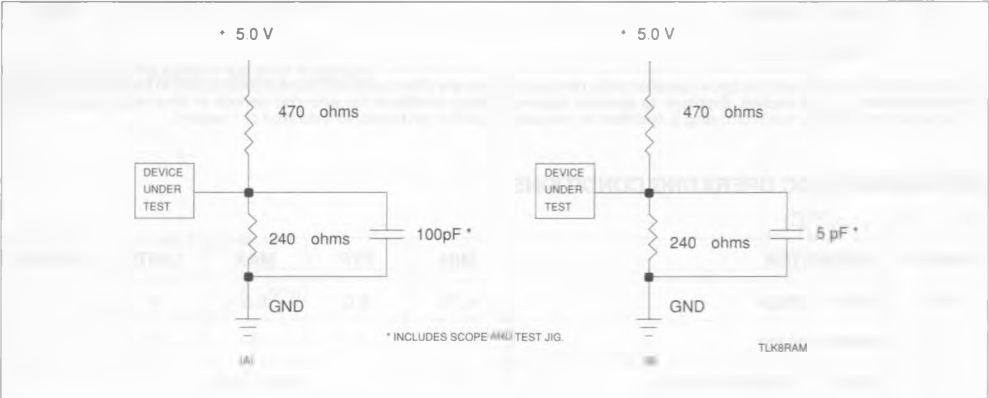 + 5.0 V
470 ohms
DEVICE
UNDER
TEST
240 ohms
100pF *
GND
(A)
+ 5.0 V
470 ohms
DEVICE
UNDER
TEST
240 ohms
5 pF *
GND
(B)
* INCLUDES SCOPE AND TEST JIG.
TLK8RAM